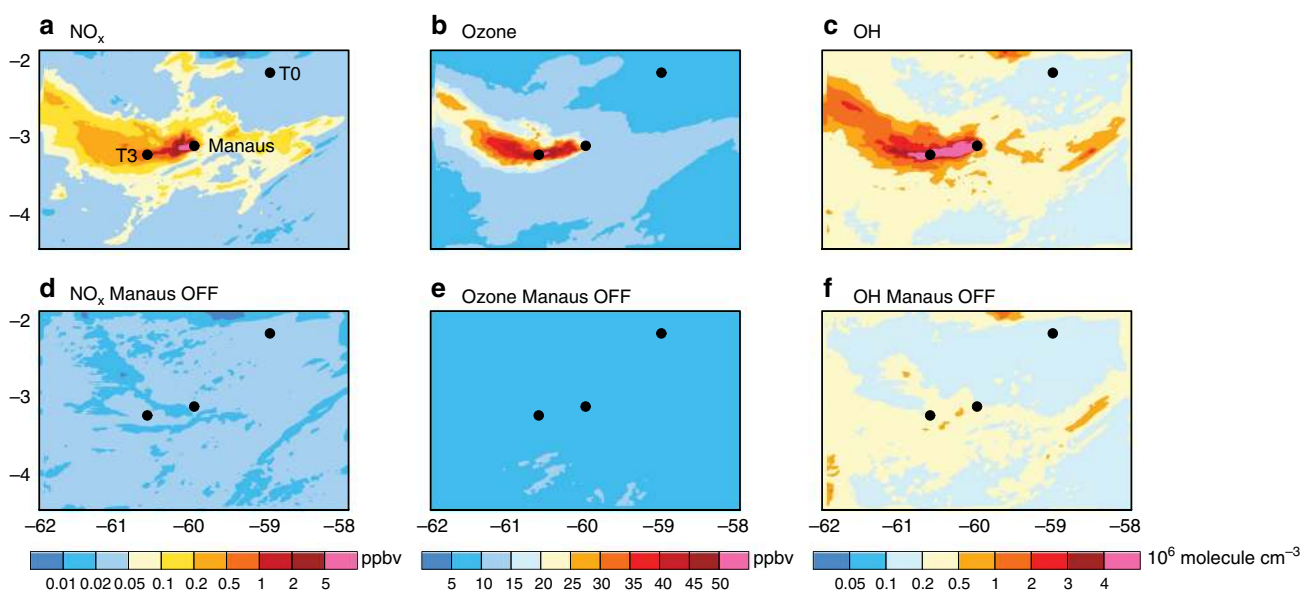 a NOₓ
b Ozone
c OH
T0
Manaus
T3
–2
–3
–4
d NOₓ Manaus OFF
e Ozone Manaus OFF
f OH Manaus OFF
–2
–3
–4
–62 –61 –60 –59 –58
–62 –61 –60 –59 –58
–62 –61 –60 –59 –58
0.01 0.02 0.05 0.1 0.2 0.5 1 2 5 ppbv
5 10 15 20 25 30 35 40 45 50 ppbv
0.05 0.1 0.2 0.5 1 2 3 4 10⁶ molecule cm⁻³